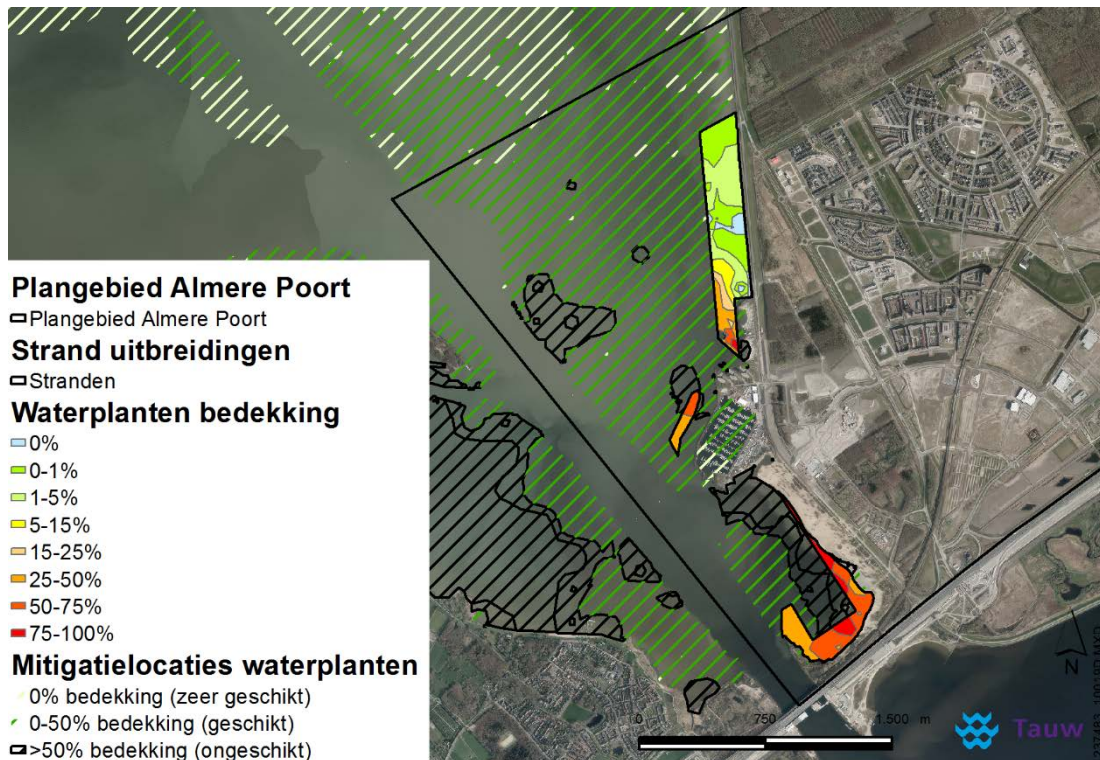 Plangebied Almere Poort
Plangebied Almere Poort
Strand uitbreidingen
Stranden
Waterplanten bedekking
0%
0-1%
1-5%
5-15%
15-25%
25-50%
50-75%
75-100%
Mitigatielocaties waterplanten
0% bedekking (zeer geschikt)
0-50% bedekking (geschikt)
>50% bedekking (ongeschikt)
N
0 750 1.500 m
Tauw